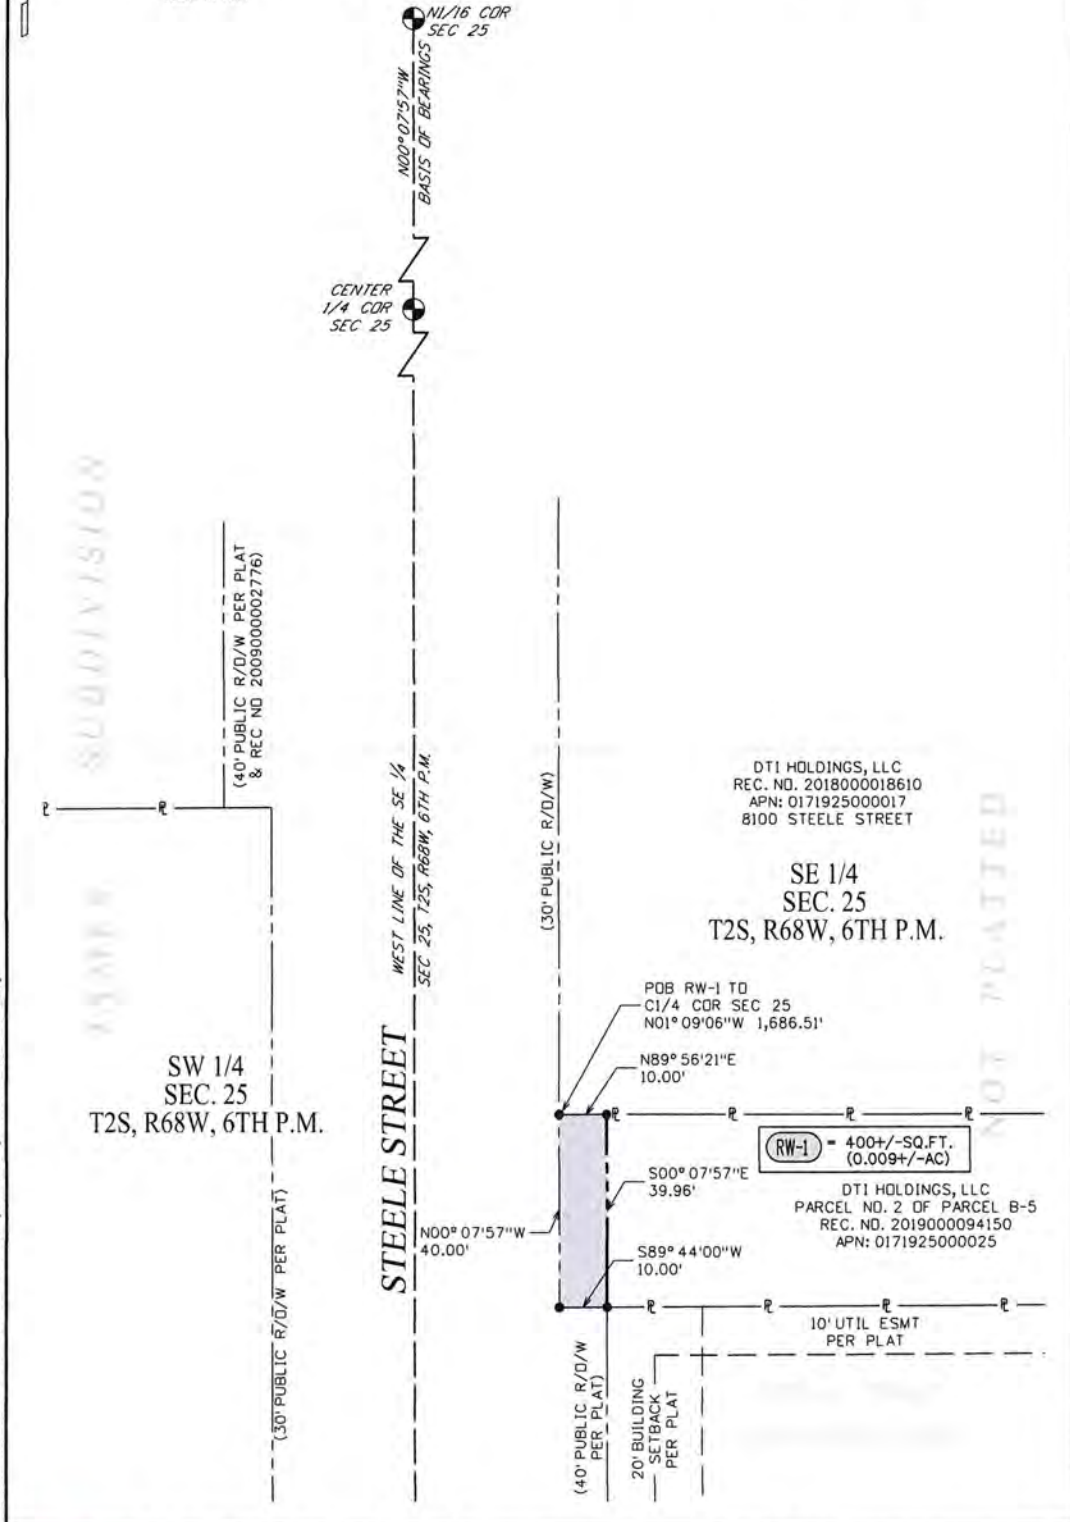 N1/16 COR
SEC 25
N00°07'57"W
BASIS OF BEARINGS
CENTER
1/4 COR
SEC 25
SUBDIVISION
(40' PUBLIC R/O/W PER PLAT
& REC NO 2009000002776)
WEST LINE OF THE SE 1/4
SEC 25, T2S, R68W, 6TH P.M.
(30' PUBLIC R/O/W)
DTI HOLDINGS, LLC
REC. NO. 2018000018610
APN: 0171925000017
8100 STEELE STREET
SE 1/4
SEC. 25
T2S, R68W, 6TH P.M.
NOT PLATTED
POB RW-1 TO
C1/4 COR SEC 25
N01°09'06"W 1,686.51'
N89°56'21"E
10.00'
SW 1/4
SEC. 25
T2S, R68W, 6TH P.M.
STEELE STREET
RW-1 = 400+/-SQ.FT.
(0.009+/-AC)
S00°07'57"E
39.96'
DTI HOLDINGS, LLC
PARCEL NO. 2 OF PARCEL B-5
REC. NO. 2019000094150
APN: 0171925000025
N00°07'57"W
40.00'
S89°44'00"W
10.00'
(30' PUBLIC R/O/W PER PLAT)
10' UTIL ESMT
PER PLAT
(40' PUBLIC R/O/W
PER PLAT)
20' BUILDING
SETBACK
PER PLAT